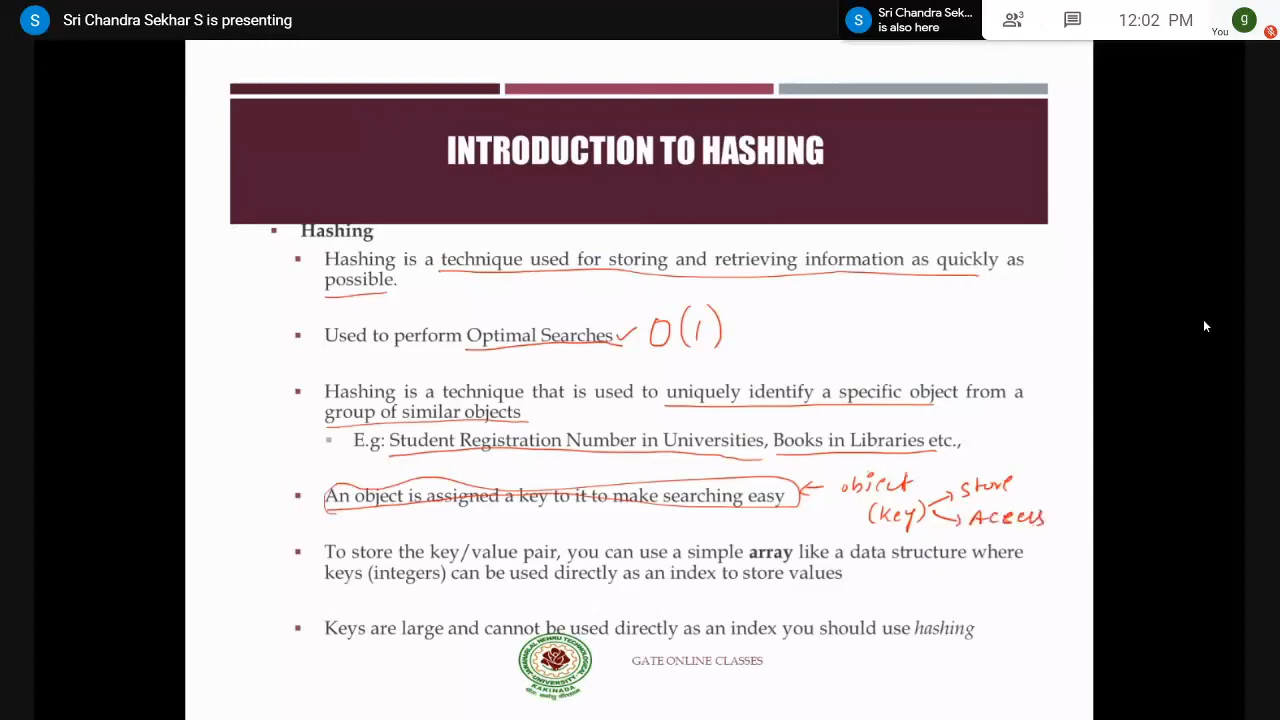 S Sri Chandra Sekhar S is presenting
S Sri Chandra Sek... is also here
3
12:02 PM
You
g
INTRODUCTION TO HASHING
Hashing
Hashing is a technique used for storing and retrieving information as quickly as
possible.
Used to perform Optimal Searches ✓ O(1)
Hashing is a technique that is used to uniquely identify a specific object from a
group of similar objects
E.g: Student Registration Number in Universities, Books in Libraries etc.,
An object is assigned a key to it to make searching easy
object
(key)
store
Access
To store the key/value pair, you can use a simple array like a data structure where
keys (integers) can be used directly as an index to store values
Keys are large and cannot be used directly as an index you should use hashing
KAKINADA
GATE ONLINE CLASSES